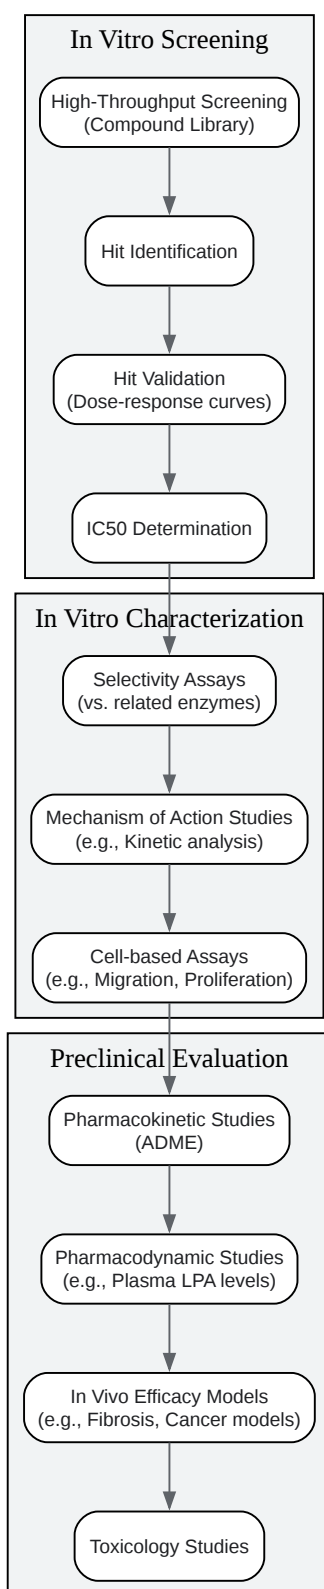 In Vitro Screening
High-Throughput Screening
(Compound Library)
Hit Identification
Hit Validation
(Dose-response curves)
IC50 Determination
In Vitro Characterization
Selectivity Assays
(vs. related enzymes)
Mechanism of Action Studies
(e.g., Kinetic analysis)
Cell-based Assays
(e.g., Migration, Proliferation)
Preclinical Evaluation
Pharmacokinetic Studies
(ADME)
Pharmacodynamic Studies
(e.g., Plasma LPA levels)
In Vivo Efficacy Models
(e.g., Fibrosis, Cancer models)
Toxicology Studies